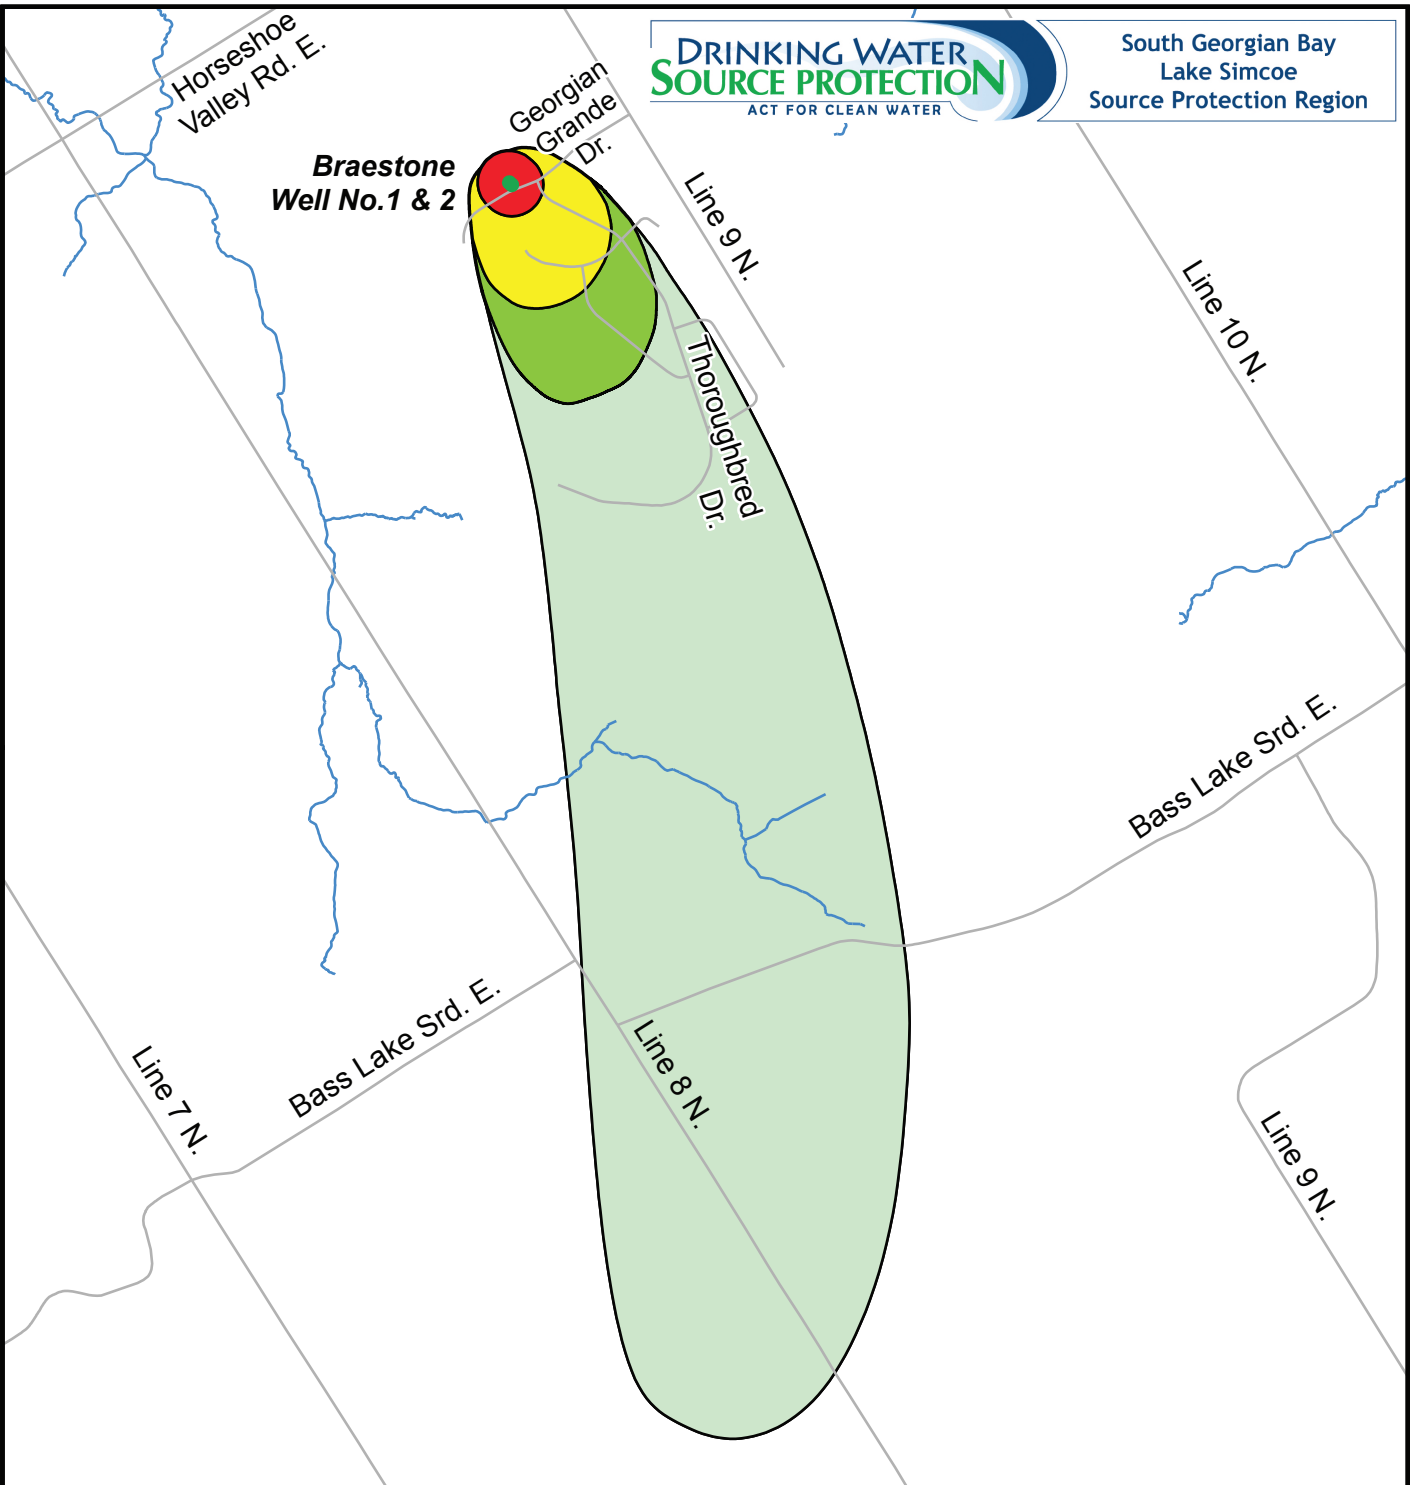 Horseshoe
Valley Rd. E.
DRINKING WATER
SOURCE PROTECTION
ACT FOR CLEAN WATER
South Georgian Bay
Lake Simcoe
Source Protection Region
Georgian
Grande
Dr.
Braestone
Well No.1 & 2
Line 9 N.
Line 10 N.
Thoroughbred
Dr.
Bass Lake Srd. E.
Bass Lake Srd. E.
Line 7 N.
Line 8 N.
Line 9 N.